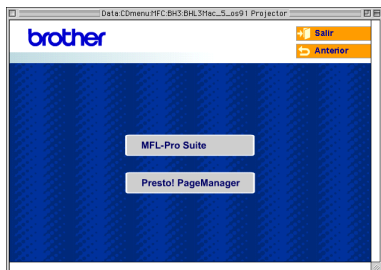 Data:CDmenu:MFC:BH3:BHL3Mac_5_os91 Projector
brother
Salir
Anterior
MFL-Pro Suite
Presto! PageManager